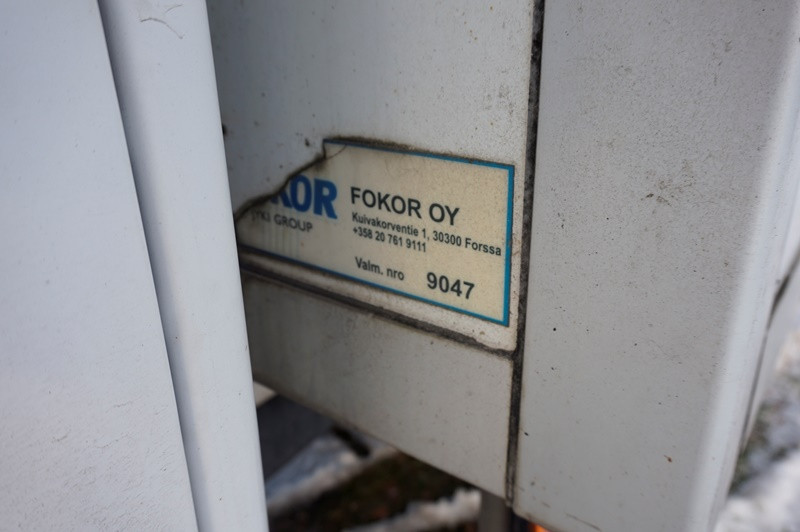 KOR
FOKOR OY
GROUP
Kuivakorventie 1, 30300 Forssa
+358 20 761 9111
Valm. nro 9047